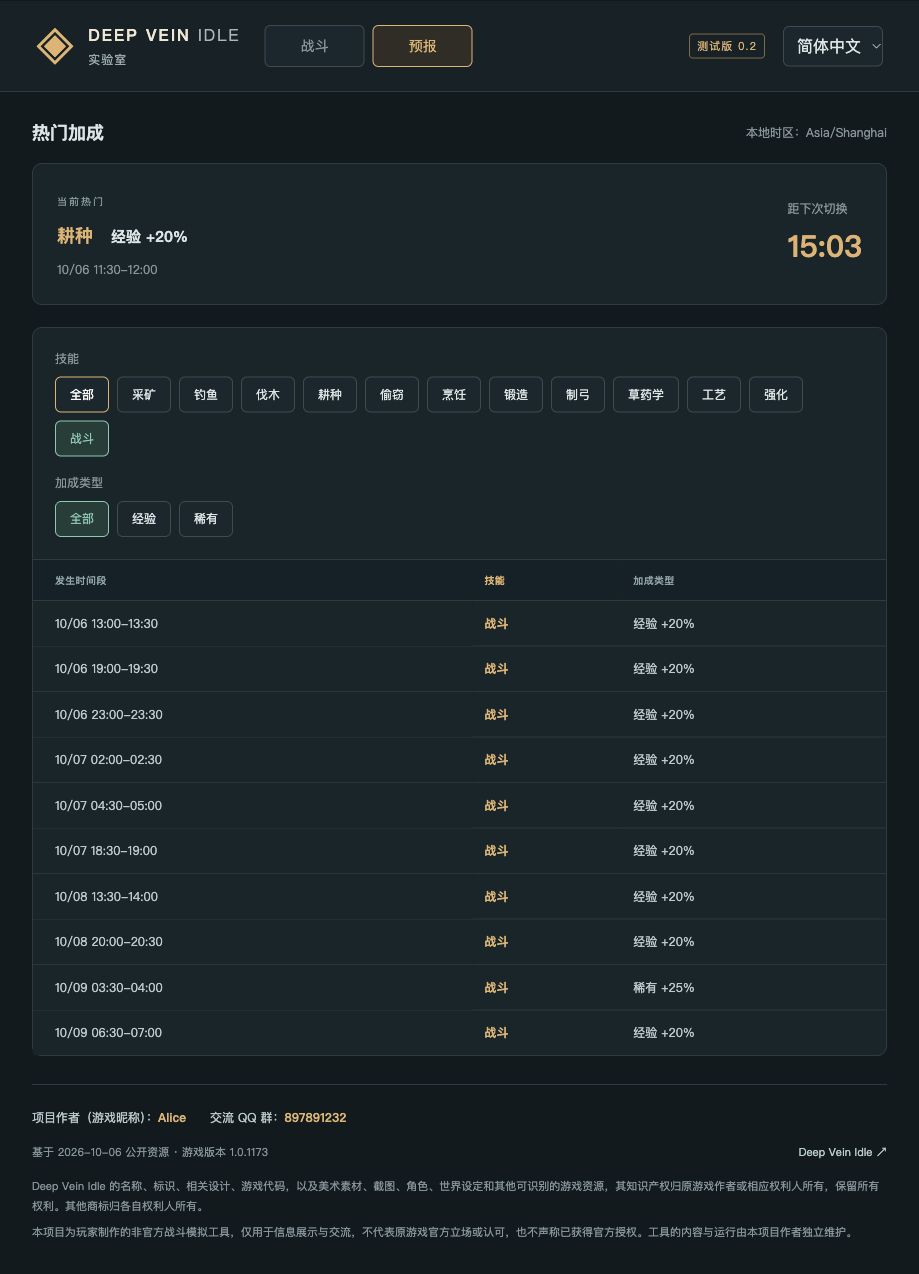 DEEP VEIN IDLE
实验室
战斗
预报
测试版 0.2
简体中文
热门加成
本地时区：Asia/Shanghai
当前热门
耕种 经验 +20%
10/06 11:30–12:00
距下次切换
15:03
技能
全部 采矿 钓鱼 伐木 耕种 偷窃 烹饪 锻造 制弓 草药学 工艺 强化
战斗
加成类型
全部 经验 稀有
发生时间段 技能 加成类型
10/06 13:00–13:30 战斗 经验 +20%
10/06 19:00–19:30 战斗 经验 +20%
10/06 23:00–23:30 战斗 经验 +20%
10/07 02:00–02:30 战斗 经验 +20%
10/07 04:30–05:00 战斗 经验 +20%
10/07 18:30–19:00 战斗 经验 +20%
10/08 13:30–14:00 战斗 经验 +20%
10/08 20:00–20:30 战斗 经验 +20%
10/09 03:30–04:00 战斗 稀有 +25%
10/09 06:30–07:00 战斗 经验 +20%
项目作者（游戏昵称）：Alice 交流 QQ 群：897891232
基于 2026-10-06 公开资源 · 游戏版本 1.0.1173
Deep Vein Idle ↗
Deep Vein Idle 的名称、标识、相关设计、游戏代码，以及美术素材、截图、角色、世界设定和其他可识别的游戏资源，其知识产权归原游戏作者或相应权利人所有，保留所有
权利。其他商标归各自权利人所有。
本项目为玩家制作的非官方战斗模拟工具，仅用于信息展示与交流，不代表原游戏官方立场或认可，也不声称已获得官方授权。工具的内容与运行由本项目作者独立维护。